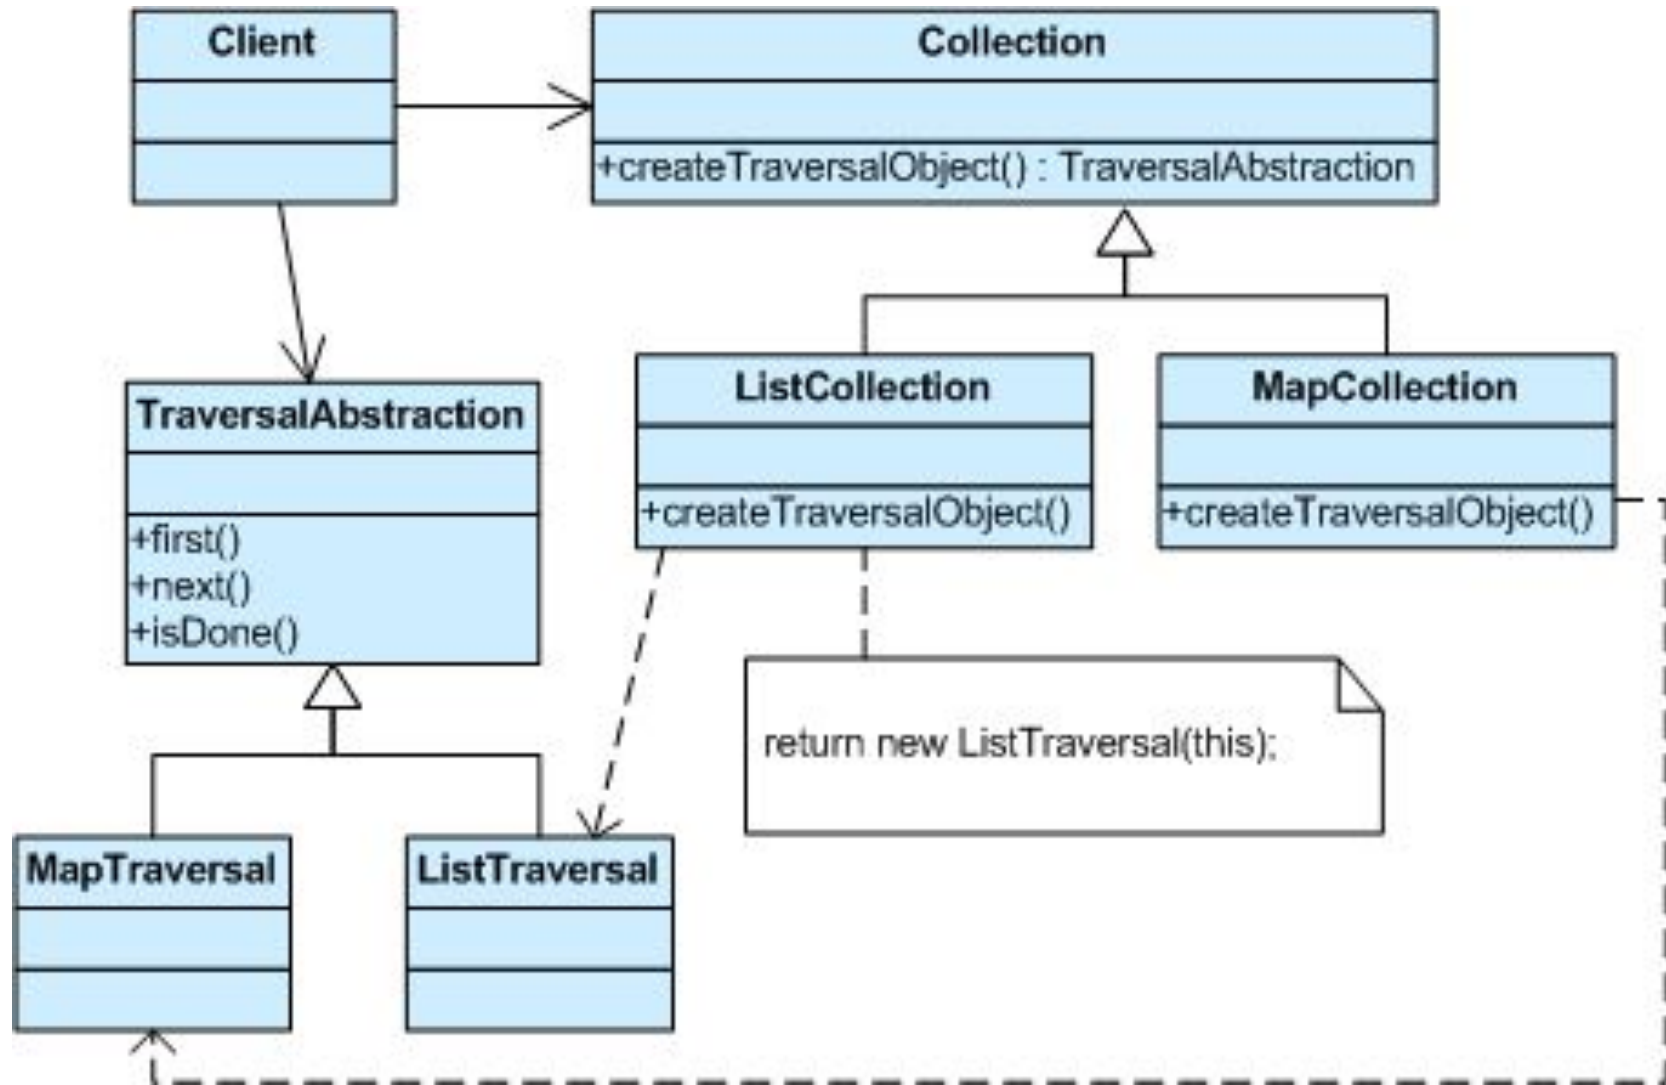 Client
Collection
+createTraversalObject() : TraversalAbstraction
TraversalAbstraction
+first()
+next()
+isDone()
ListCollection
+createTraversalObject()
MapCollection
+createTraversalObject()
return new ListTraversal(this);
MapTraversal
ListTraversal